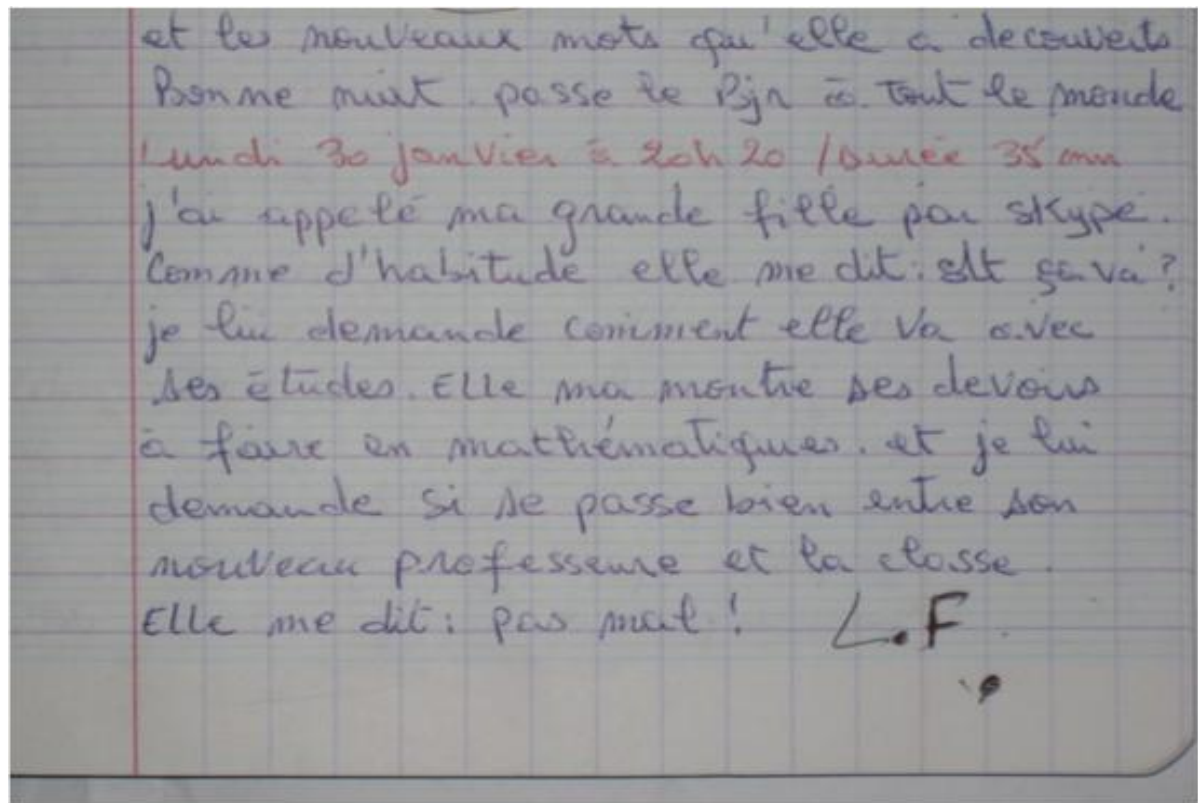 et les nouveaux mots qu'elle a decouverts
Bonne nuit. passe le Bjr à tout le monde
Lundi 30 janvier à 20h20 / durée 35 mn
j'ai appelé ma grande fille par skype.
Comme d'habitude elle me dit : slt ça va ?
je lui demande comment elle va avec
ses études. Elle ma montre ses devoirs
à faire en mathématiques. et je lui
demande si se passe bien entre son
nouveau professeure et la classe.
Elle me dit : pas mal !
L.F.